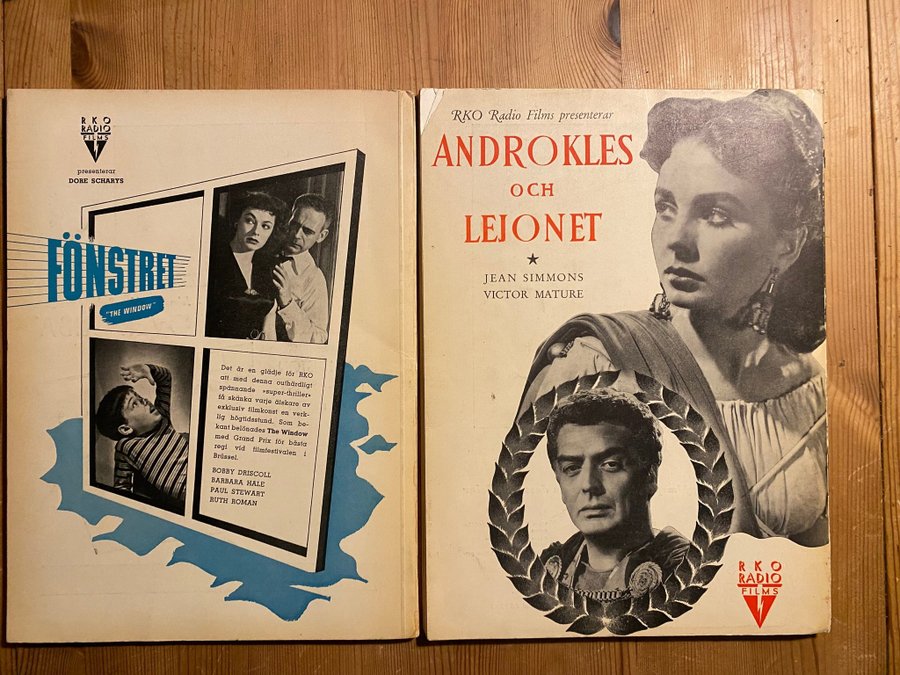 RKO
RADIO
FILMS
presenterar
DORE SCHARYS
FÖNSTRET
"THE WINDOW"
Det är en glädje för RKO
att med denna outhärdligt
spännande »super-thriller»
få skänka varje älskare av
exklusiv filmkonst en verk-
lig högtidsstund. Som be-
kant belönades The Window
med Grand Prix för bästa
regi vid filmfestivalen i
Brüssel.
BOBBY DRISCOLL
BARBARA HALE
PAUL STEWART
RUTH ROMAN
RKO Radio Films presenterar
ANDROKLES
OCH
LEJONET
JEAN SIMMONS
VICTOR MATURE
RKO
RADIO
FILMS